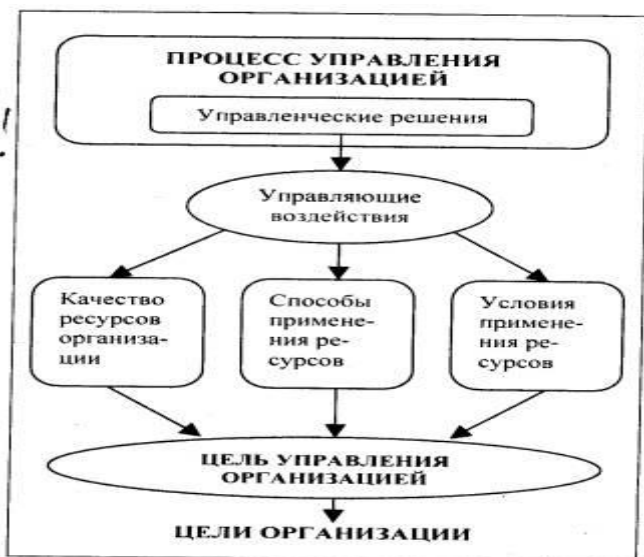 ПРОЦЕСС УПРАВЛЕНИЯ
ОРГАНИЗАЦИЕЙ
Управленческие решения
Управляющие
воздействия
Качество
ресурсов
организа-
ции
Способы
примене-
ния ре-
сурсов
Условия
примене-
ния ре-
сурсов
ЦЕЛЬ УПРАВЛЕНИЯ
ОРГАНИЗАЦИЕЙ
ЦЕЛИ ОРГАНИЗАЦИИ